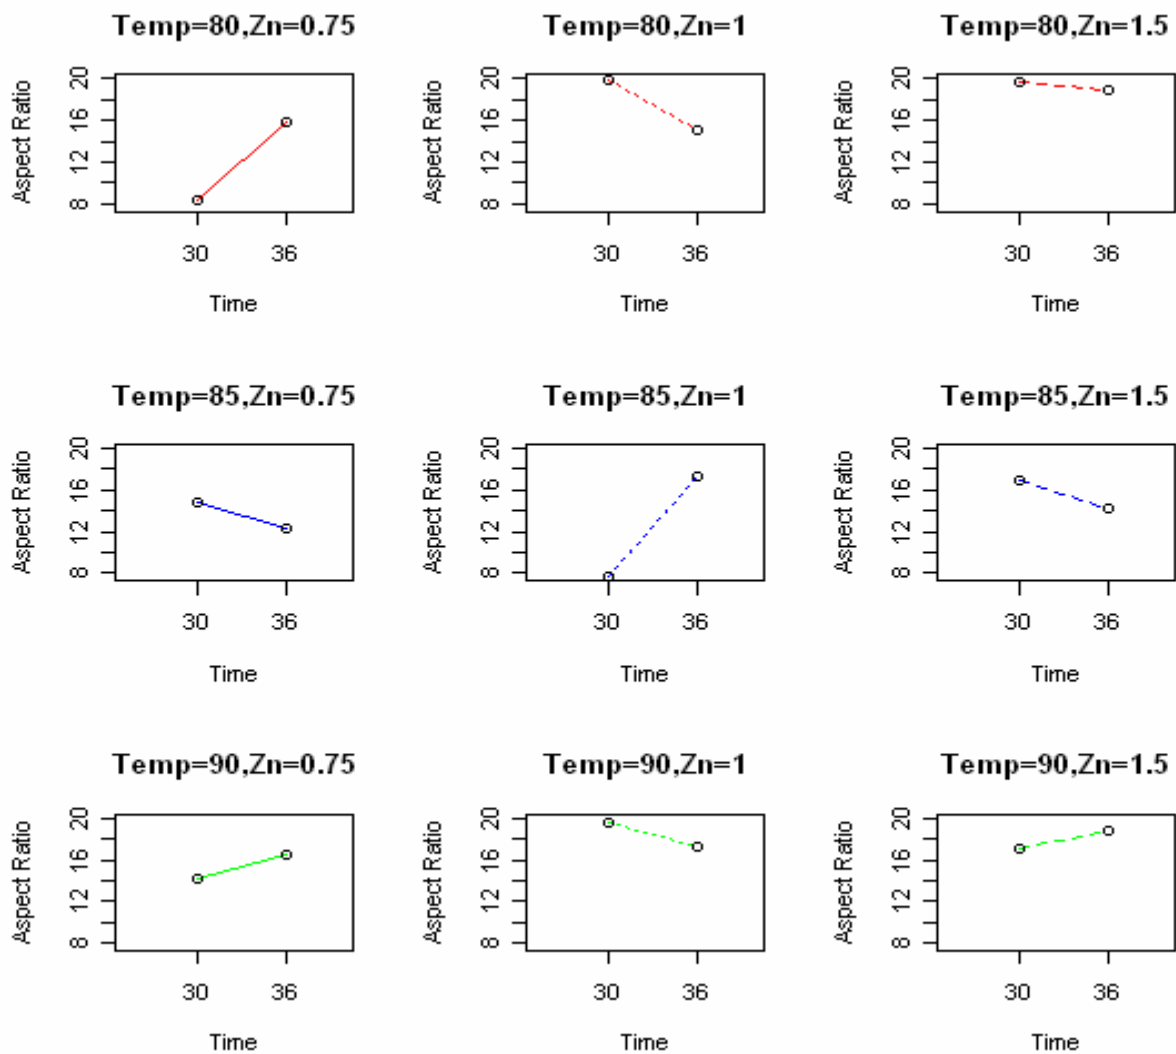 Temp=80,Zn=0.75
Aspect Ratio
20
16
12
8
30 36
Time
Temp=80,Zn=1
Aspect Ratio
20
16
12
8
30 36
Time
Temp=80,Zn=1.5
Aspect Ratio
20
16
12
8
30 36
Time
Temp=85,Zn=0.75
Aspect Ratio
20
16
12
8
30 36
Time
Temp=85,Zn=1
Aspect Ratio
20
16
12
8
30 36
Time
Temp=85,Zn=1.5
Aspect Ratio
20
16
12
8
30 36
Time
Temp=90,Zn=0.75
Aspect Ratio
20
16
12
8
30 36
Time
Temp=90,Zn=1
Aspect Ratio
20
16
12
8
30 36
Time
Temp=90,Zn=1.5
Aspect Ratio
20
16
12
8
30 36
Time